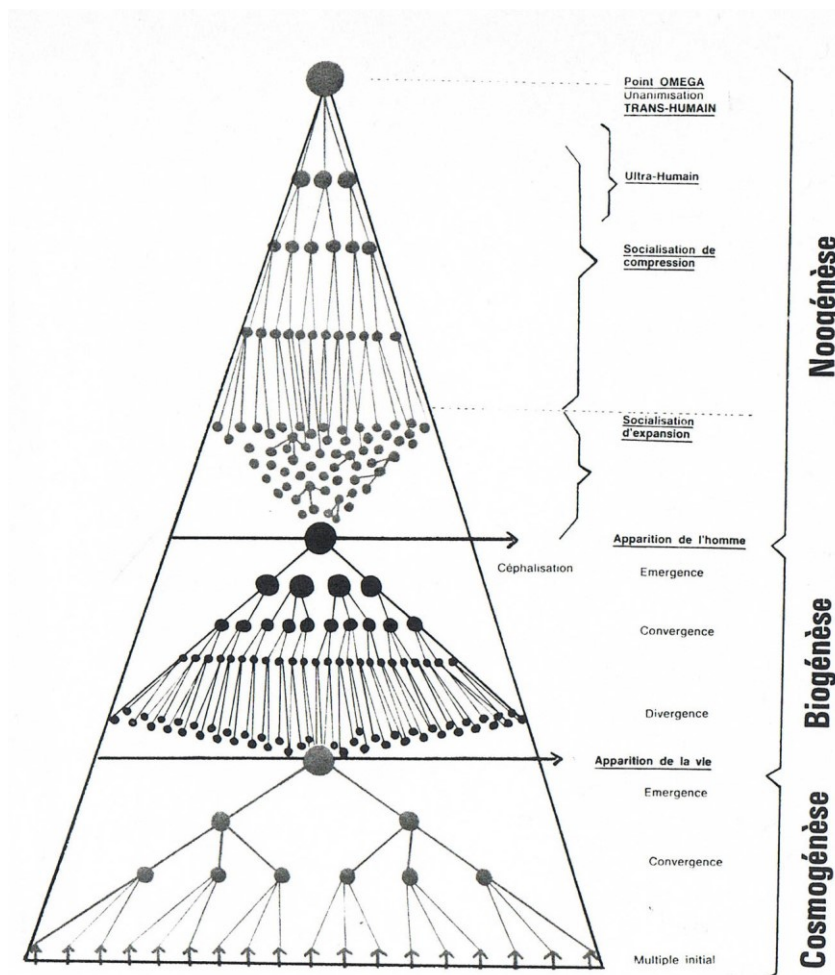 Point OMEGA
Unanimisation
TRANS-HUMAIN
Ultra-Humain
Socialisation de
compression
Noogénèse
Socialisation
d'expansion
Apparition de l'homme
Céphalisation
Emergence
Convergence
Biogénèse
Divergence
Apparition de la vie
Emergence
Convergence
Cosmogénèse
Multiple initial